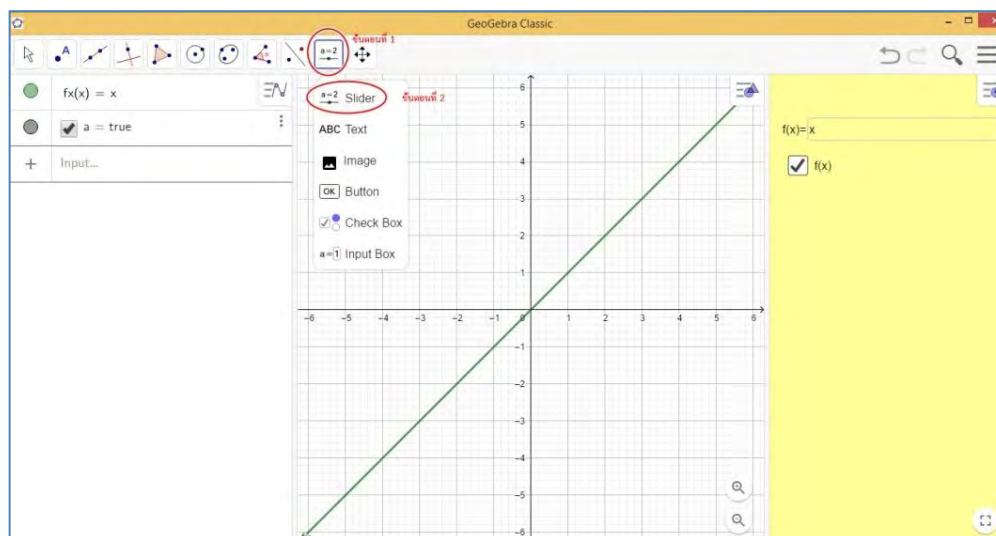 GeoGebra Classic
ขั้นตอนที่ 1
A
a=2
fx(x) = x
a = true
Input...
a=2 Slider ขั้นตอนที่ 2
ABC Text
Image
OK Button
Check Box
a=1 Input Box
6
5
4
3
2
1
-6 -5 -4 -3 -2 -1 0 1 2 3 4 5 6
-1
-2
-3
-4
-5
-6
f(x)= x
f(x)